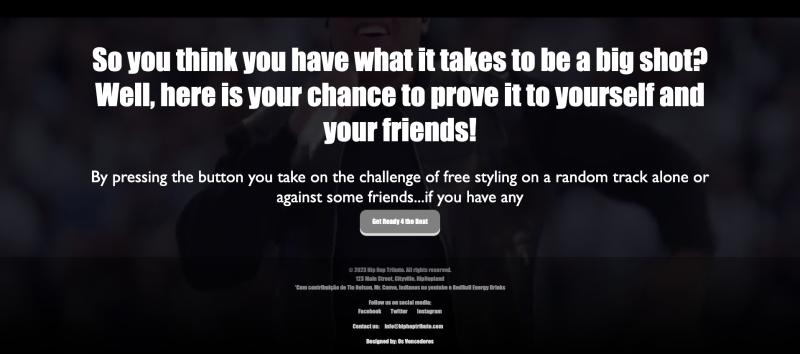 So you think you have what it takes to be a big shot?
Well, here is your chance to prove it to yourself and
your friends!
By pressing the button you take on the challenge of free styling on a random track alone or
against some friends...if you have any
Get Ready 4 the Beat
© 2023 Hip Hop Tribute. All rights reserved.
123 Main Street, Cityville, HipHopland
*Com contribuição de Tio Nelson, Mr. Canva, Indianos no youtube e RedBull Energy Drinks
Follow us on social media:
Facebook Twitter Instagram
Contact us: info@hiphoptribute.com
Designed by: Os Vencedores